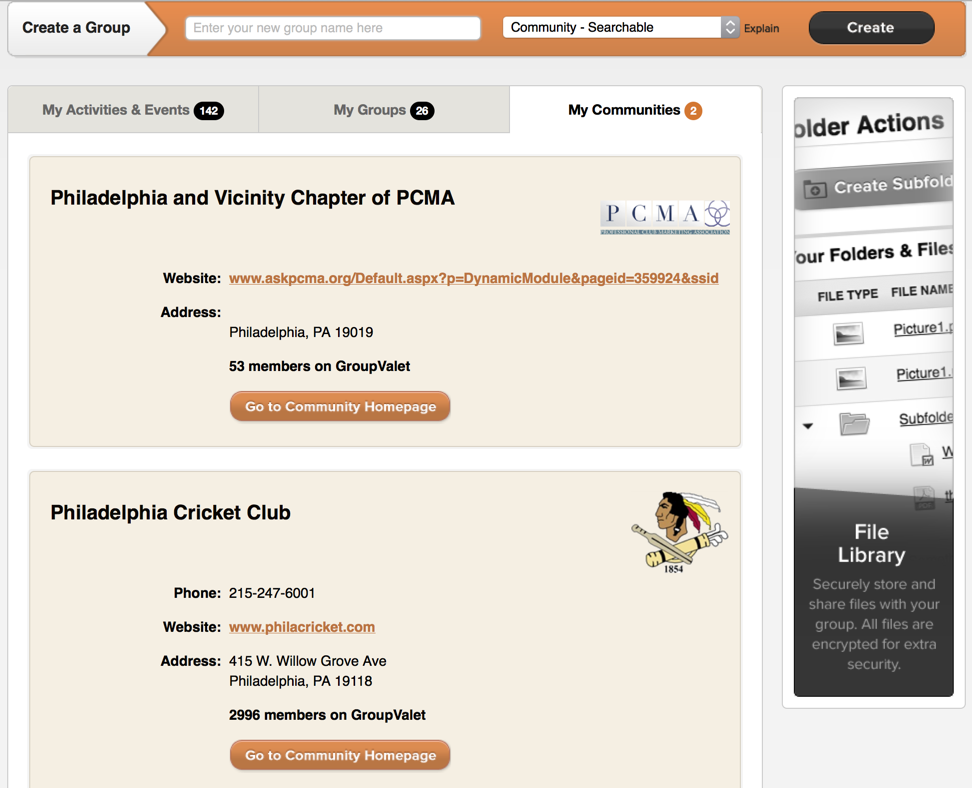 Create a Group
Enter your new group name here
Community - Searchable
Explain
Create
My Activities & Events 142
My Groups 26
My Communities 2
Philadelphia and Vicinity Chapter of PCMA
PCMA
PROFESSIONAL CLUB MARKETING ASSOCIATION
Website: www.askpcma.org/Default.aspx?p=DynamicModule&pageid=359924&ssid
Address:
Philadelphia, PA 19019
53 members on GroupValet
Go to Community Homepage
Philadelphia Cricket Club
1854
Phone: 215-247-6001
Website: www.philacricket.com
Address: 415 W. Willow Grove Ave
Philadelphia, PA 19118
2996 members on GroupValet
Go to Community Homepage
older Actions
Create Subfold
our Folders & Files
FILE TYPE FILE NAME
Picture1.p
Picture1.
Subfolde
W
File
Library
Securely store and
share files with your
group. All files are
encrypted for extra
security.